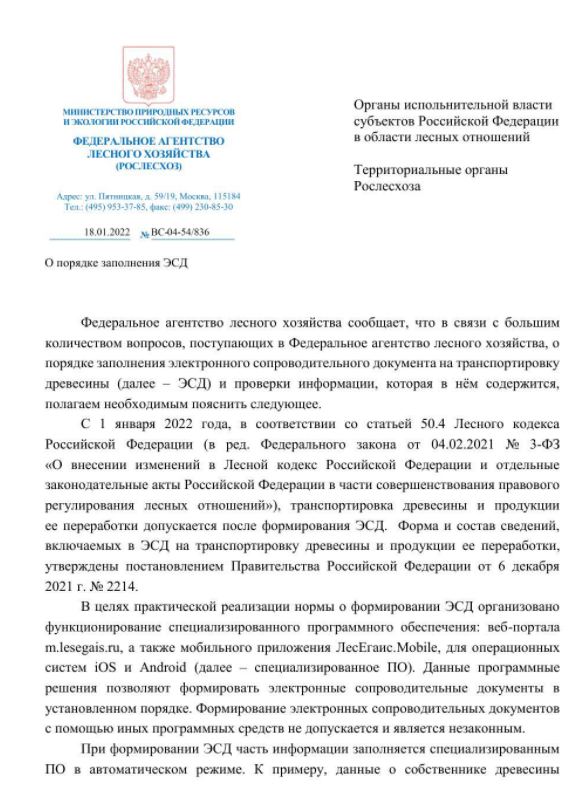 МИНИСТЕРСТВО ПРИРОДНЫХ РЕСУРСОВ
И ЭКОЛОГИИ РОССИЙСКОЙ ФЕДЕРАЦИИ
ФЕДЕРАЛЬНОЕ АГЕНТСТВО
ЛЕСНОГО ХОЗЯЙСТВА
(РОСЛЕСХОЗ)
Адрес: ул. Пятницкая, д. 59/19, Москва, 115184
Тел.: (495) 953-37-85, факс: (499) 230-85-30
18.01.2022 № ВС-04-54/836
О порядке заполнения ЭСД
Органы испольнительной власти
субъектов Российской Федерации
в области лесных отношений
Территориальные органы
Рослесхоза
Федеральное агентство лесного хозяйства сообщает, что в связи с большим
количеством вопросов, поступающих в Федеральное агентство лесного хозяйства, о
порядке заполнения электронного сопроводительного документа на транспортировку
древесины (далее – ЭСД) и проверки информации, которая в нём содержится,
полагаем необходимым пояснить следующее.
С 1 января 2022 года, в соответствии со статьей 50.4 Лесного кодекса
Российской Федерации (в ред. Федерального закона от 04.02.2021 № 3-ФЗ
«О внесении изменений в Лесной кодекс Российской Федерации и отдельные
законодательные акты Российской Федерации в части совершенствования правового
регулирования лесных отношений»), транспортировка древесины и продукции
ее переработки допускается после формирования ЭСД. Форма и состав сведений,
включаемых в ЭСД на транспортировку древесины и продукции ее переработки,
утверждены постановлением Правительства Российской Федерации от 6 декабря
2021 г. № 2214.
В целях практической реализации нормы о формировании ЭСД организовано
функционирование специализированного программного обеспечения: веб-портала
m.lesegais.ru, а также мобильного приложения ЛесЕгаис.Mobile, для операционных
систем iOS и Android (далее – специализированное ПО). Данные программные
решения позволяют формировать электронные сопроводительные документы в
установленном порядке. Формирование электронных сопроводительных документов
с помощью иных программных средств не допускается и является незаконным.
При формировании ЭСД часть информации заполняется специализированным
ПО в автоматическом режиме. К примеру, данные о собственнике древесины